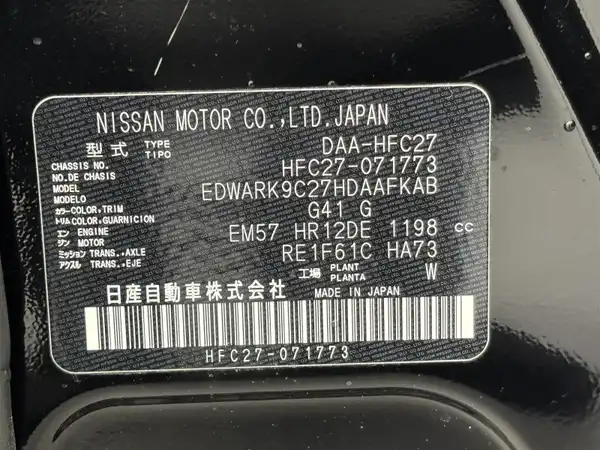 NISSAN MOTOR CO.,LTD.JAPAN
型式 TYPE TIPO DAA-HFC27
CHASSIS NO. NO.DE CHASIS HFC27-071773
MODEL MODELO EDWARK9C27HDAAFKAB
カラー COLOR,TRIM トリム COLOR,GUARNICION G41 G
エンジン ENGINE MOTOR EM57 HR12DE 1198 cc
ミッション TRANS.,AXLE アクスル TRANS.,EJE RE1F61C HA73
工場 PLANT PLANTA W
日産自動車株式会社 MADE IN JAPAN
HFC27-071773